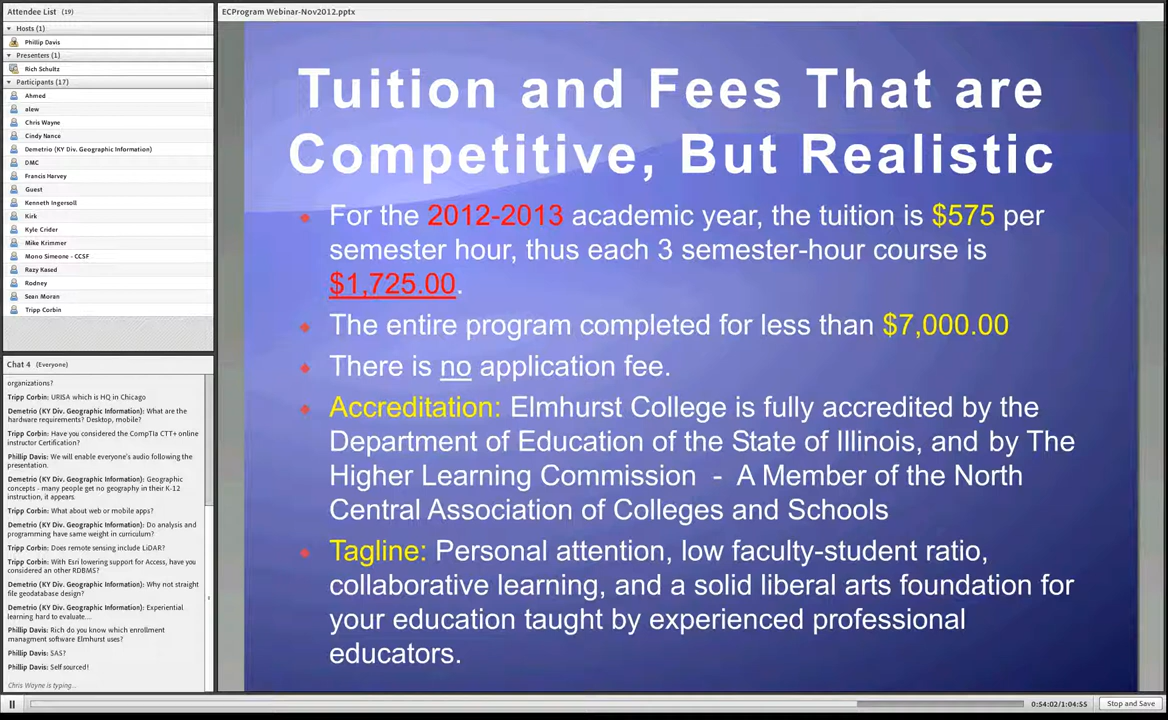 Attendee List (19)
Hosts (1)
Phillip Davis
Presenters (1)
Rich Schultz
Participants (17)
Ahmed
alew
Chris Wayne
Cindy Nance
Demetrio (KY Div. Geographic Information)
DMC
Francis Harvey
Guest
Kenneth Ingersoll
Kirk
Kyle Crider
Mike Krimmer
Mono Simeone - CCSF
Razy Kased
Rodney
Sean Moran
Tripp Corbin
Chat 4 (Everyone)
organizations?
Tripp Corbin: URISA which is HQ in Chicago
Demetrio (KY Div. Geographic Information): What are the
hardware requirements? Desktop, mobile?
Tripp Corbin: Have you considered the CompTIa CTT+ online
instructor Certification?
Phillip Davis: We will enable everyone's audio following the
presentation.
Demetrio (KY Div. Geographic Information): Geographic
concepts - many people get no geography in their K-12
instruction, it appears.
Tripp Corbin: What about web or mobile apps?
Demetrio (KY Div. Geographic Information): Do analysis and
programming have same weight in curriculum?
Tripp Corbin: Does remote sensing include LiDAR?
Tripp Corbin: With Esri lowering support for Access, have you
considered an other RDBMS?
Demetrio (KY Div. Geographic Information): Why not straight
file geodatabase design?
Demetrio (KY Div. Geographic Information): Experiential
learning hard to evaluate...
Phillip Davis: Rich do you know which enrollment
managment software Elmhurst uses?
Phillip Davis: SAS?
Phillip Davis: Self sourced!
Chris Wayne is typing...
ECProgram Webinar-Nov2012.pptx
Tuition and Fees That are
Competitive, But Realistic
For the 2012-2013 academic year, the tuition is $575 per
semester hour, thus each 3 semester-hour course is
$1,725.00.
The entire program completed for less than $7,000.00
There is no application fee.
Accreditation: Elmhurst College is fully accredited by the
Department of Education of the State of Illinois, and by The
Higher Learning Commission - A Member of the North
Central Association of Colleges and Schools
Tagline: Personal attention, low faculty-student ratio,
collaborative learning, and a solid liberal arts foundation for
your education taught by experienced professional
educators.
0:54:02/1:04:55
Stop and Save